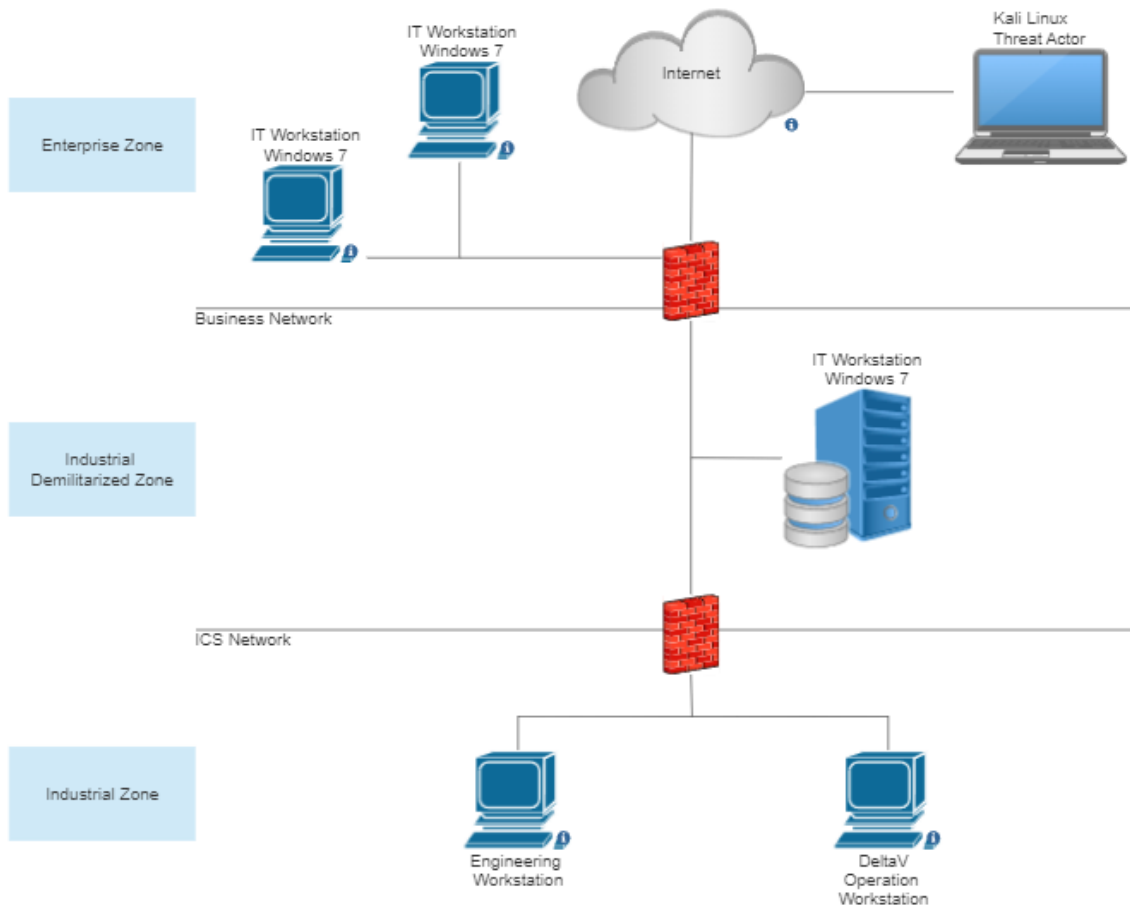 Kali Linux
Threat Actor
IT Workstation
Windows 7
Internet
IT Workstation
Windows 7
Enterprise Zone
Business Network
IT Workstation
Windows 7
Industrial
Demilitarized Zone
ICS Network
Industrial Zone
Engineering
Workstation
DeltaV
Operation
Workstation